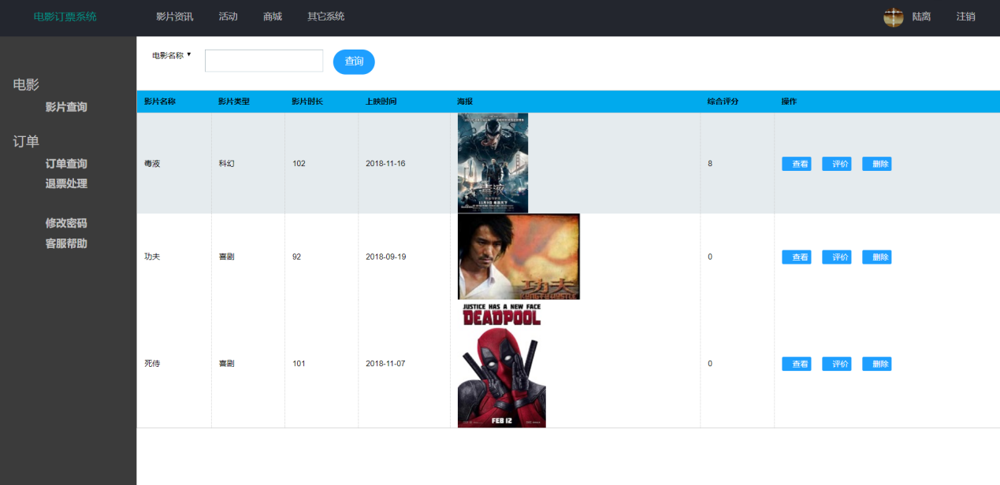 电影订票系统 影片资讯 活动 商城 其它系统 陆离 注销
电影
影片查询
订单
订单查询
退票处理
修改密码
客服帮助
电影名称 查询
影片名称 影片类型 影片时长 上映时间 海报 综合评分 操作
毒液 科幻 102 2018-11-16 8 查看 评价 删除
毒液
功夫 喜剧 92 2018-09-19 0 查看 评价 删除
功夫
KUNG FU HUSTLE
JUSTICE HAS A NEW FACE
DEADPOOL
死侍 喜剧 101 2018-11-07 0 查看 评价 删除
FEB 12